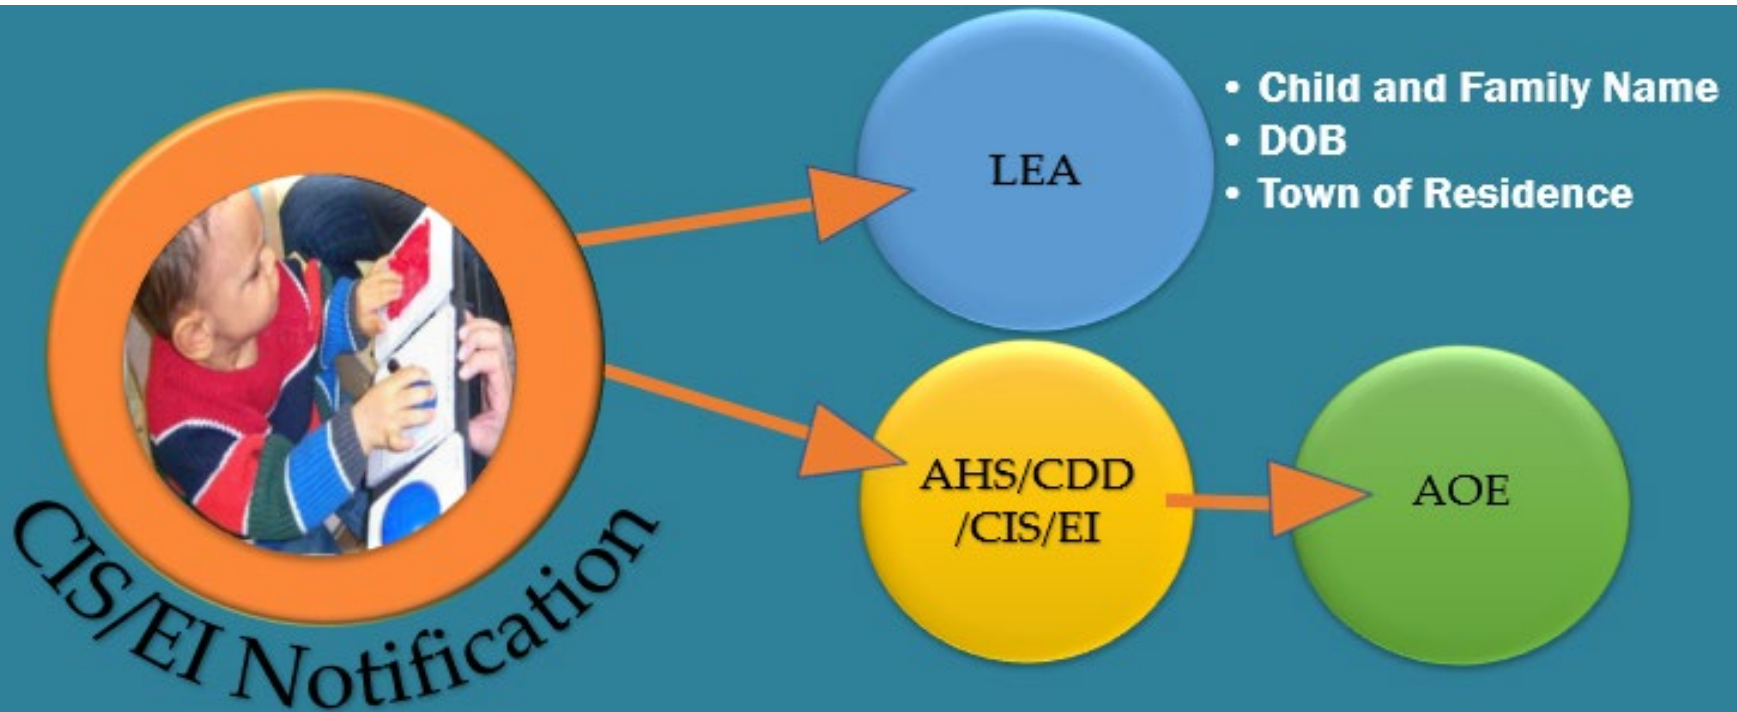 LEA
• Child and Family Name
• DOB
• Town of Residence
AHS/CDD
/CIS/EI
AOE
CIS/EI Notification